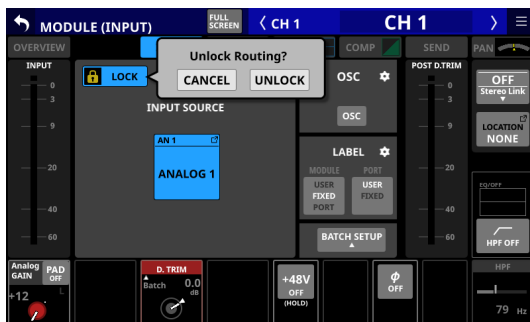 MODULE (INPUT)
FULL
SCREEN
CH 1
CH 1
OVERVIEW
COMP
SEND
PAN
Unlock Routing?
CANCEL
UNLOCK
LOCK
INPUT
0
3
9
20
40
60
INPUT SOURCE
AN 1
ANALOG 1
OSC
OSC
LABEL
MODULE
PORT
USER
FIXED
PORT
USER
FIXED
BATCH SETUP
POST D.TRIM
0
3
9
20
40
60
OFF
Stereo Link
LOCATION
NONE
EQ/OFF
HPF OFF
Analog
GAIN
PAD
OFF
+12
L
D. TRIM
Batch
0.0
dB
+48V
OFF
(HOLD)
ϕ
OFF
HPF
79 Hz